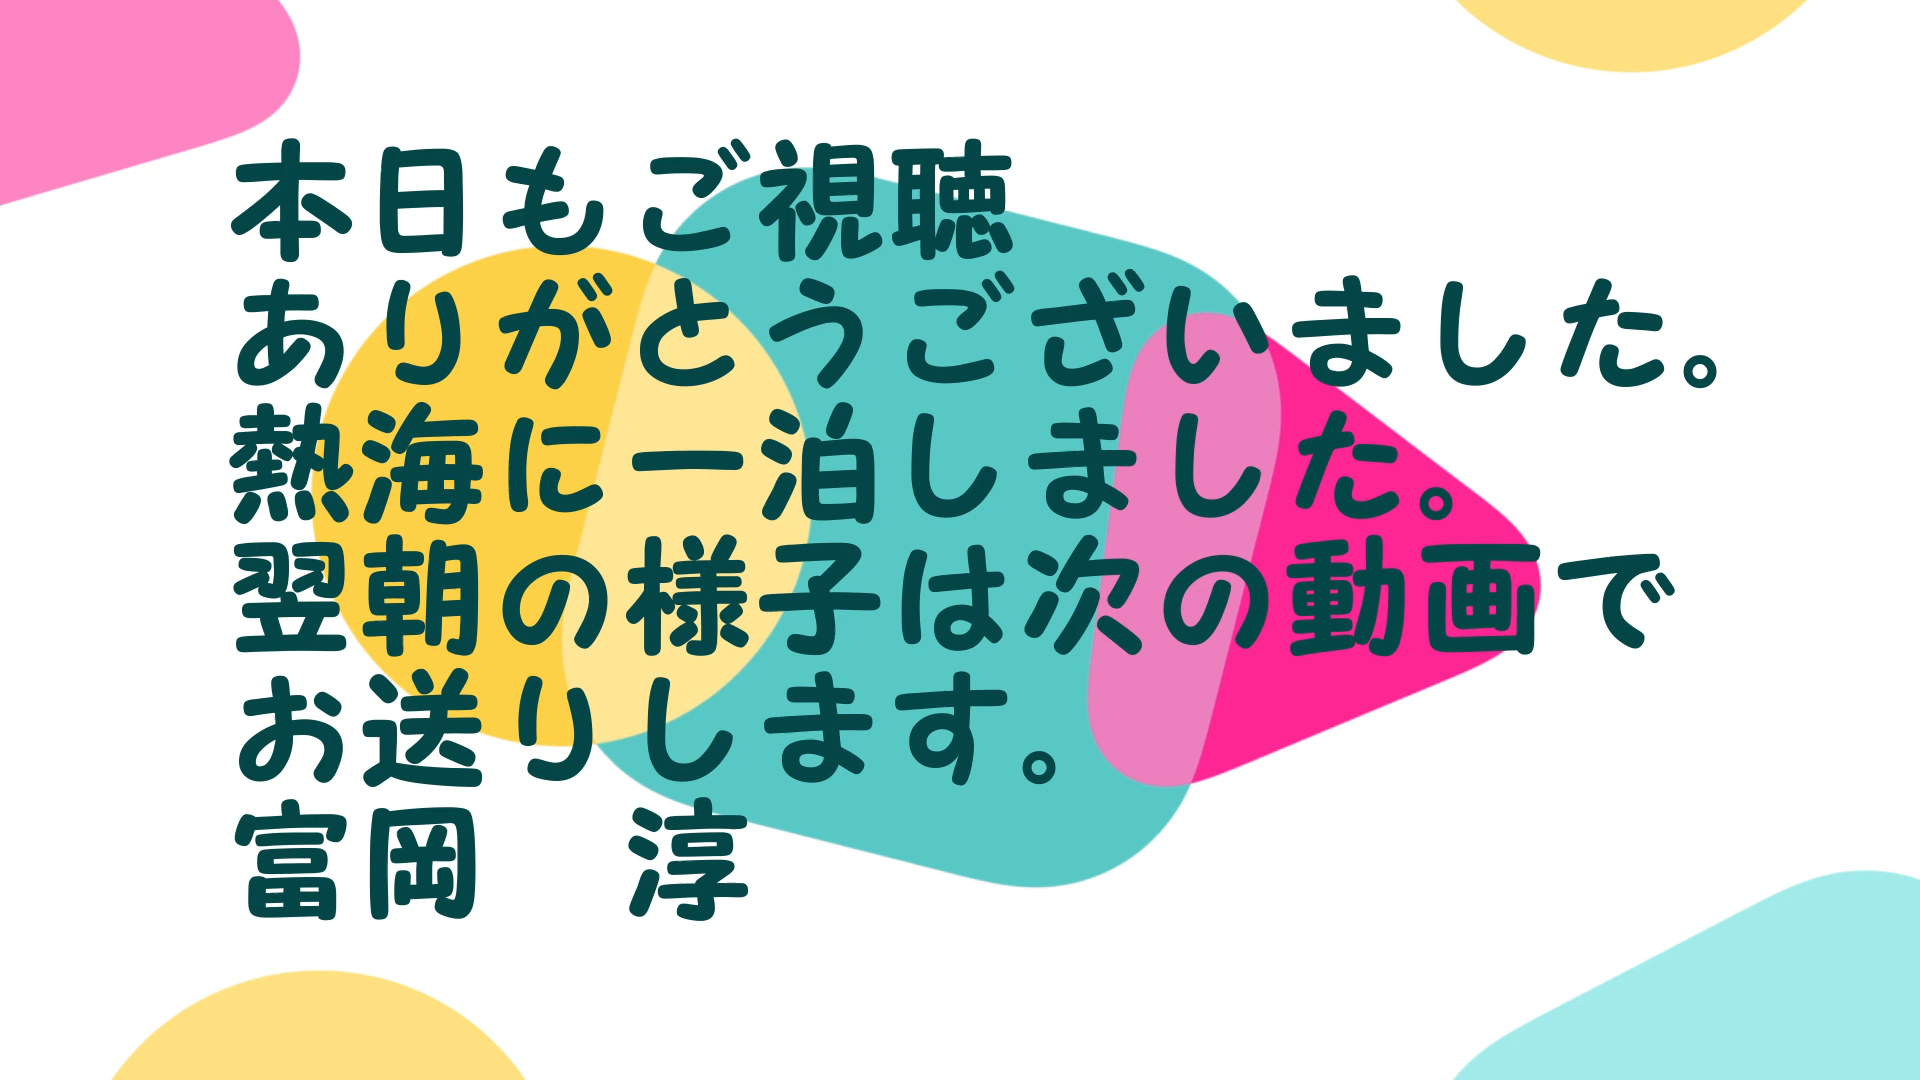 本日もご視聴
ありがとうございました。
熱海に一泊しました。
翌朝の様子は次の動画で
お送りします。
富岡　淳